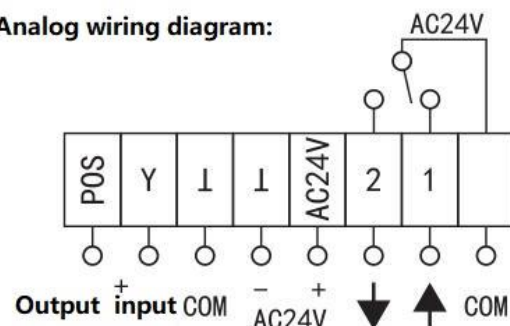 Analog wiring diagram:
AC24V
POS Y ⊥ ⊥ AC24V 2 1
Output + input COM - + COM
AC24V